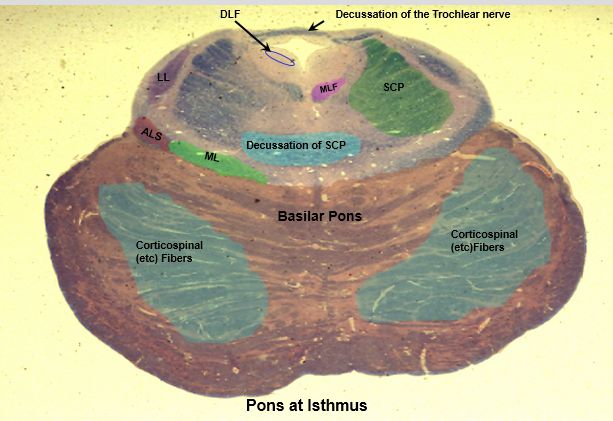 DLF
Decussation of the Trochlear nerve
LL
MLF
SCP
ALS
ML
Decussation of SCP
Basilar Pons
Corticospinal
(etc) Fibers
Corticospinal
(etc)Fibers
Pons at Isthmus